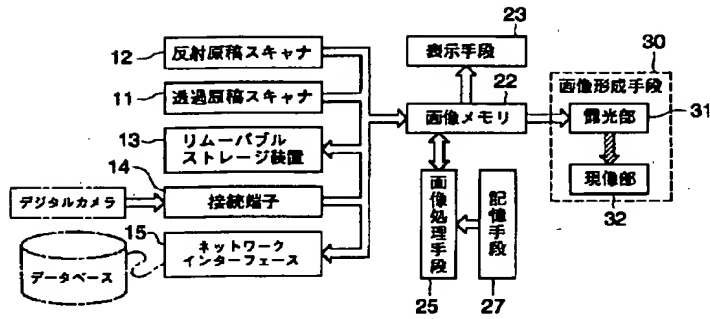 12
反射原稿スキャナ
11
透過原稿スキャナ
13
リムーバブル
ストレージ装置
14
デジタルカメラ
接続端子
15
ネットワーク
インターフェース
データベース
23
表示手段
22
画像メモリ
25
画像処理手段
27
記憶手段
30
画像形成手段
露光部
31
現像部
32